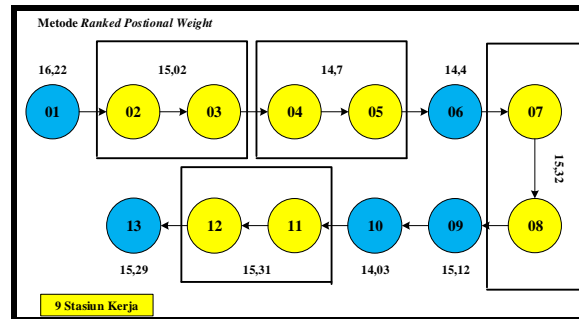 Metode Ranked Postional Weight
16,22 15,02 14,7 14,4
01 02 03 04 05 06 07
15,32
13 12 11 10 09 08
15,29 15,31 14,03 15,12
9 Stasiun Kerja